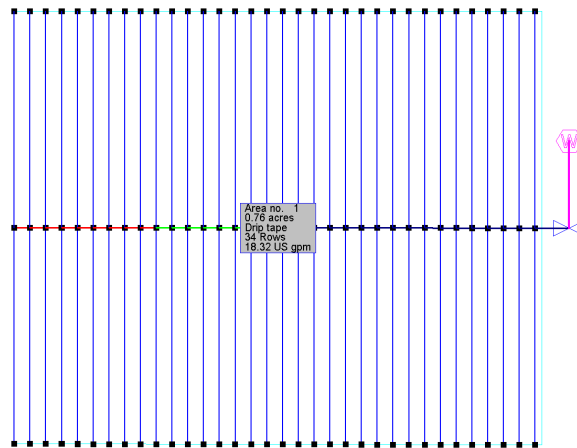 Area no. 1
0.76 acres
Drip tape
34 Rows
18.32 US gpm
W